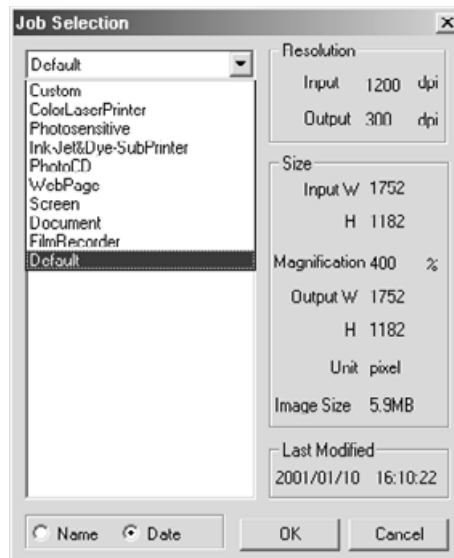 Job Selection
Default
Custom
ColorLaserPrinter
Photosensitive
Ink-Jet&Dye-SubPrinter
PhotoCD
WebPage
Screen
Document
FilmRecorder
Default
Name Date
Resolution
Input 1200 dpi
Output 300 dpi
Size
Input W 1752
H 1182
Magnification 400 %
Output W 1752
H 1182
Unit pixel
Image Size 5.9MB
Last Modified
2001/01/10 16:10:22
OK Cancel